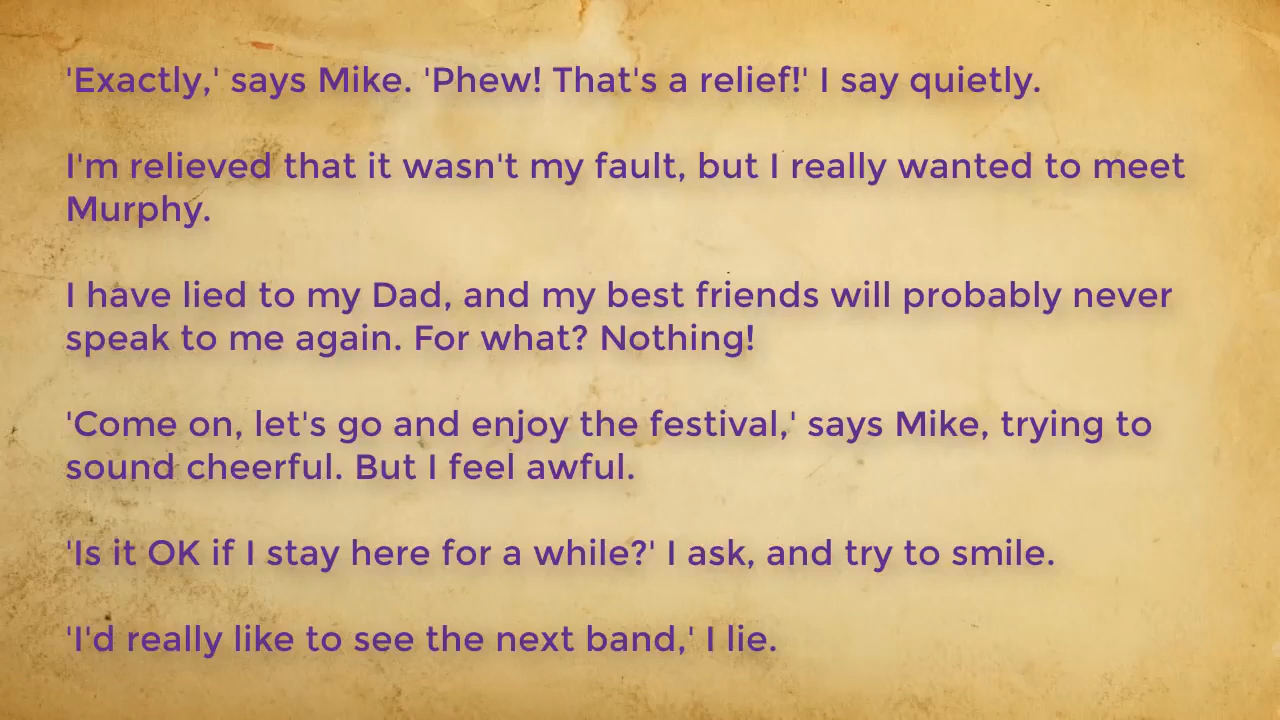 'Exactly,' says Mike. 'Phew! That's a relief!' I say quietly.
I'm relieved that it wasn't my fault, but I really wanted to meet
Murphy.
I have lied to my Dad, and my best friends will probably never
speak to me again. For what? Nothing!
'Come on, let's go and enjoy the festival,' says Mike, trying to
sound cheerful. But I feel awful.
'Is it OK if I stay here for a while?' I ask, and try to smile.
'I'd really like to see the next band,' I lie.